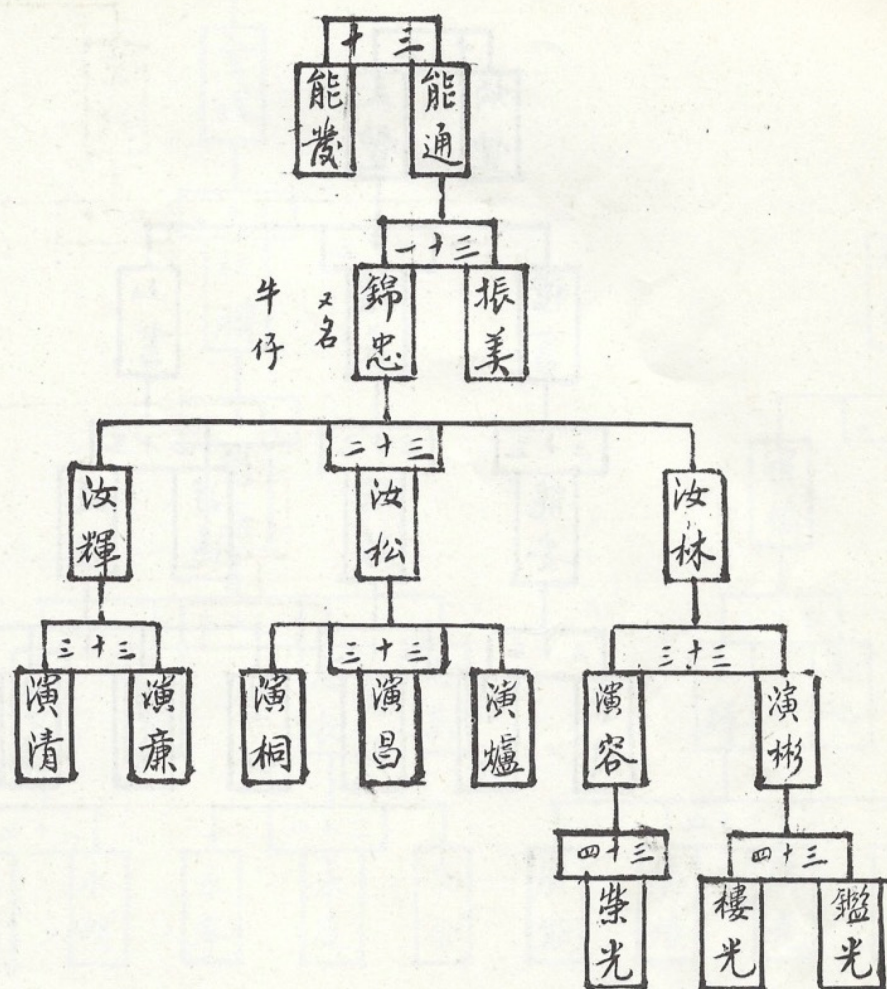 三十
能通
能發
三十一
振美
錦忠
又名
牛仔
三十二
汝林
汝松
汝輝
三十三
三十三
三十三
演彬
演容
演爐
演昌
演桐
演廉
演清
三十四
三十四
鑑光
樓光
榮光